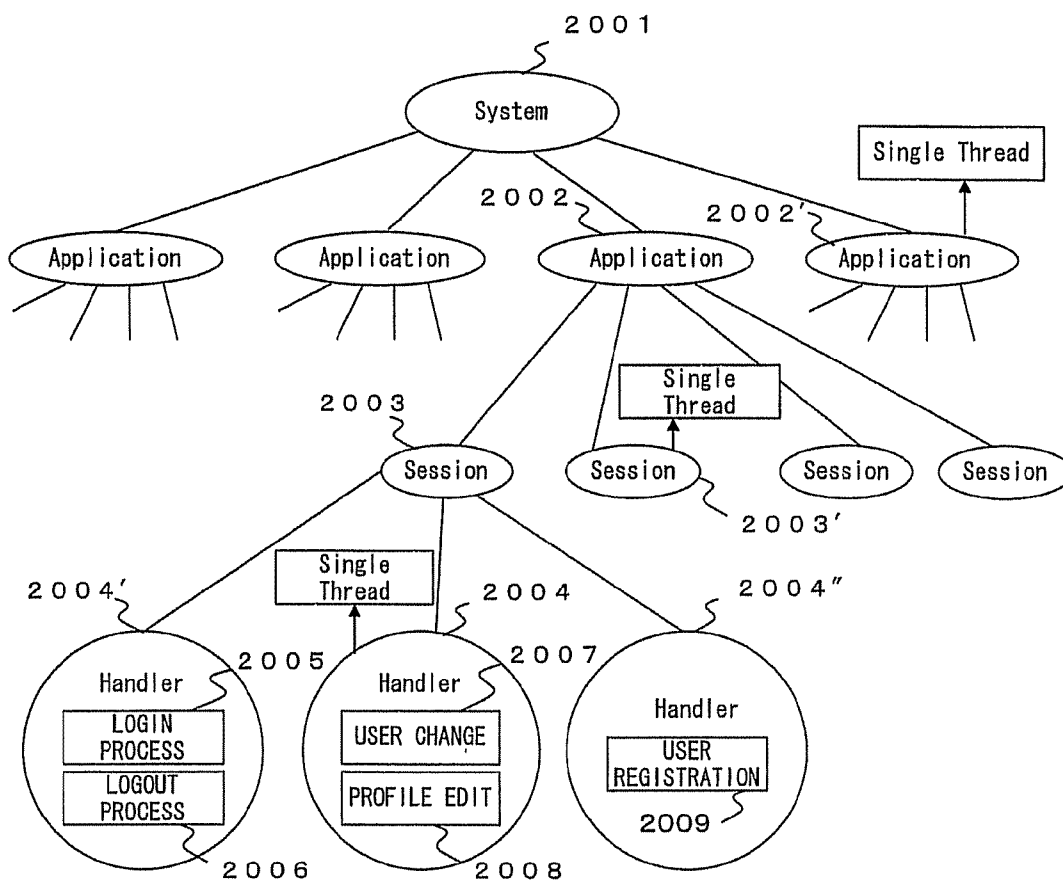 2001
System
Single Thread
2002
2002′
Application
Application
Application
Application
Single
Thread
2003
Session
Session
Session
Session
2003′
Single
Thread
2004′
2004
2004″
2005
2007
Handler
Handler
Handler
LOGIN
PROCESS
USER CHANGE
USER
REGISTRATION
LOGOUT
PROCESS
PROFILE EDIT
2009
2006
2008